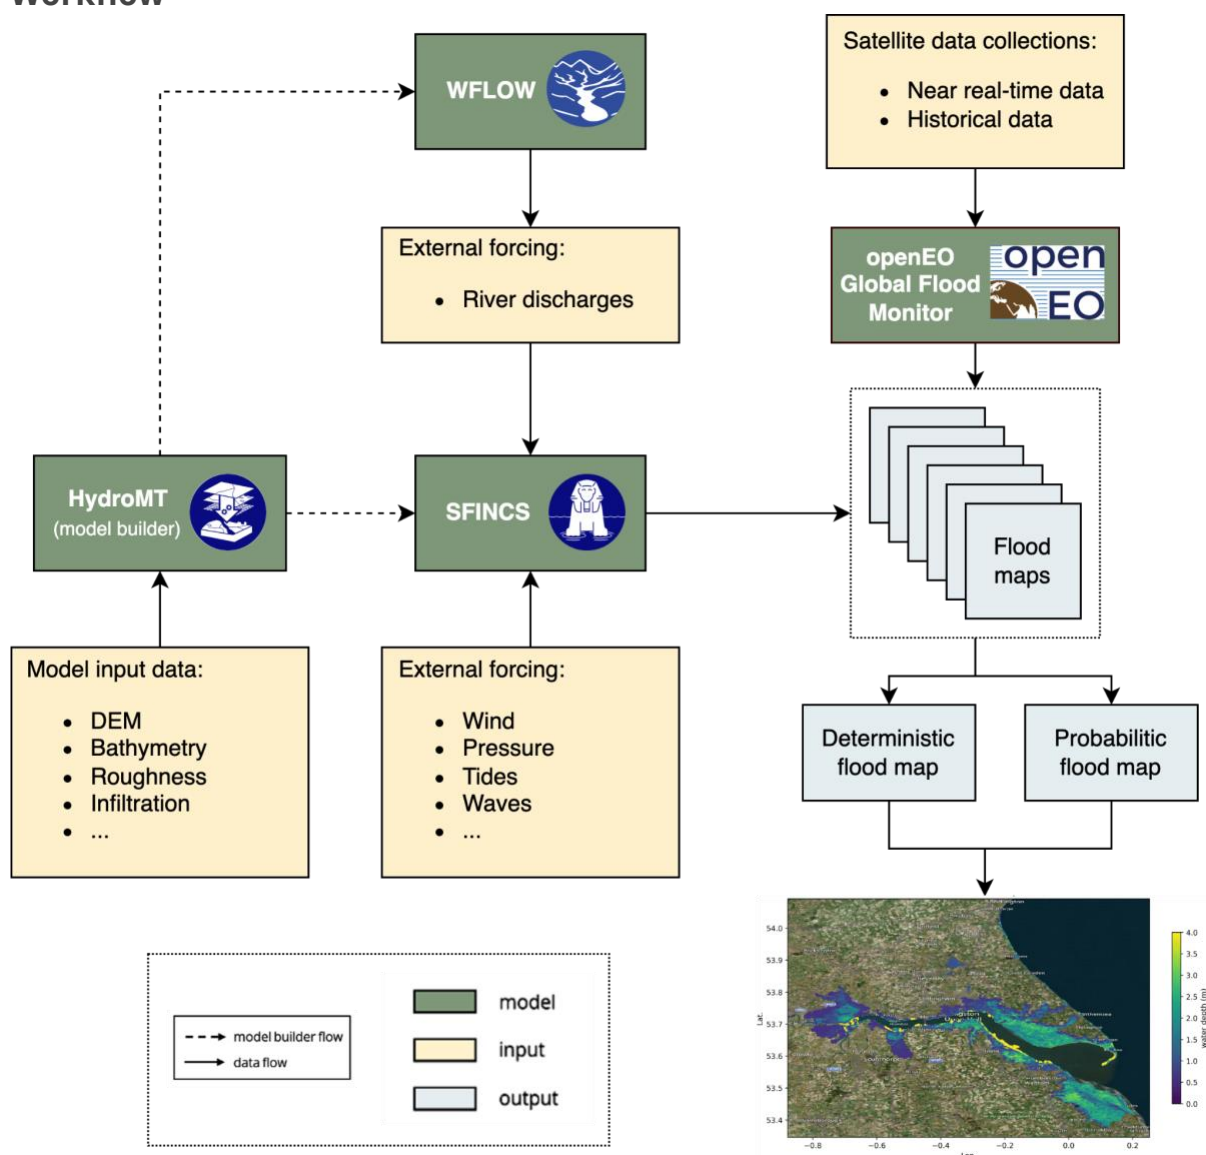 Workflow
WFLOW
Satellite data collections:
• Near real-time data
• Historical data
External forcing:
• River discharges
openEO
Global Flood
Monitor
open
EO
HydroMT
(model builder)
SFINCS
Flood
maps
Model input data:
• DEM
• Bathymetry
• Roughness
• Infiltration
• ...
External forcing:
• Wind
• Pressure
• Tides
• Waves
• ...
Deterministic
flood map
Probabilitic
flood map
54.0
53.9
53.8
53.7
53.6
53.5
53.4
Lat.
−0.8
−0.6
−0.4
−0.2
0.0
0.2
Lon.
4.0
3.5
3.0
2.5
2.0
1.5
1.0
0.5
0.0
water depth (m)
model builder flow
data flow
model
input
output